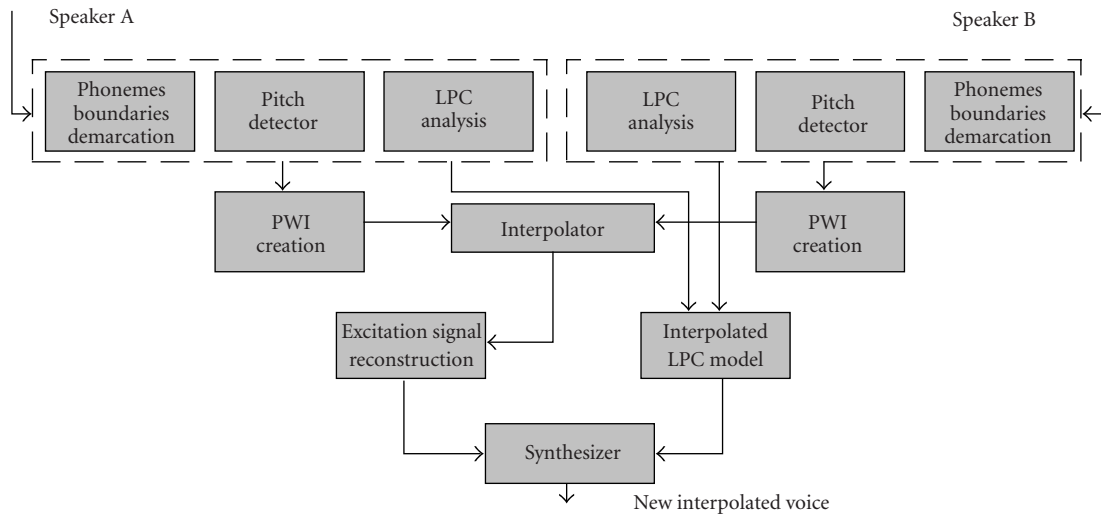 Speaker A
Speaker B
Phonemes
boundaries
demarcation
Pitch
detector
LPC
analysis
LPC
analysis
Pitch
detector
Phonemes
boundaries
demarcation
PWI
creation
Interpolator
PWI
creation
Excitation signal
reconstruction
Interpolated
LPC model
Synthesizer
New interpolated voice